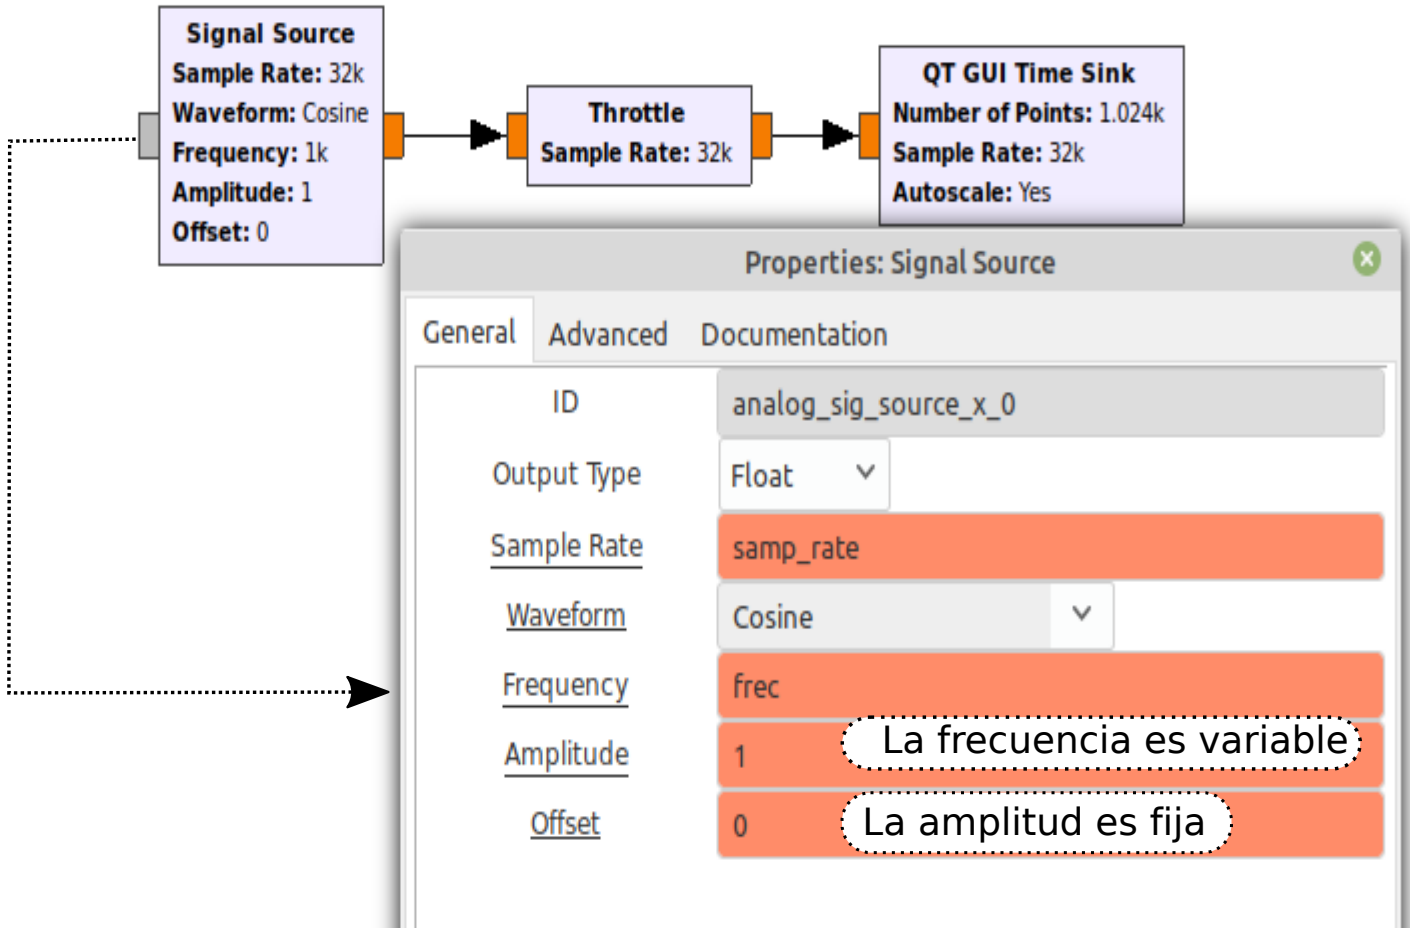 Signal Source
Sample Rate: 32k
Waveform: Cosine
Frequency: 1k
Amplitude: 1
Offset: 0
Throttle
Sample Rate: 32k
QT GUI Time Sink
Number of Points: 1.024k
Sample Rate: 32k
Autoscale: Yes
Properties: Signal Source
General Advanced Documentation
ID analog_sig_source_x_0
Output Type Float
Sample Rate samp_rate
Waveform Cosine
Frequency frec
La frecuencia es variable
Amplitude 1
La amplitud es fija
Offset 0